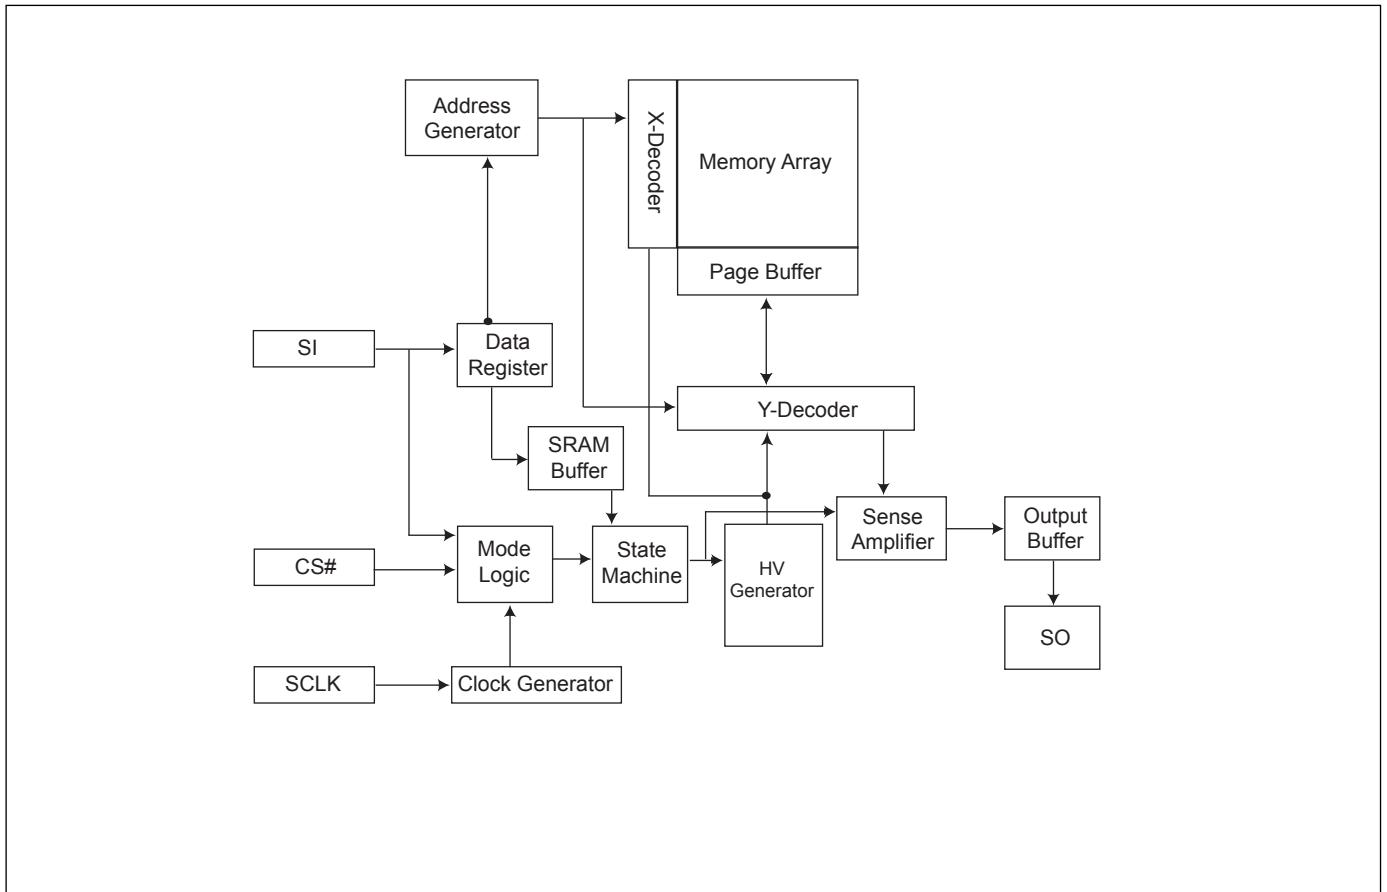 Address
Generator
X-Decoder
Memory Array
Page Buffer
SI
Data
Register
Y-Decoder
SRAM
Buffer
Sense
Amplifier
Output
Buffer
CS#
Mode
Logic
State
Machine
HV
Generator
SO
SCLK
Clock Generator